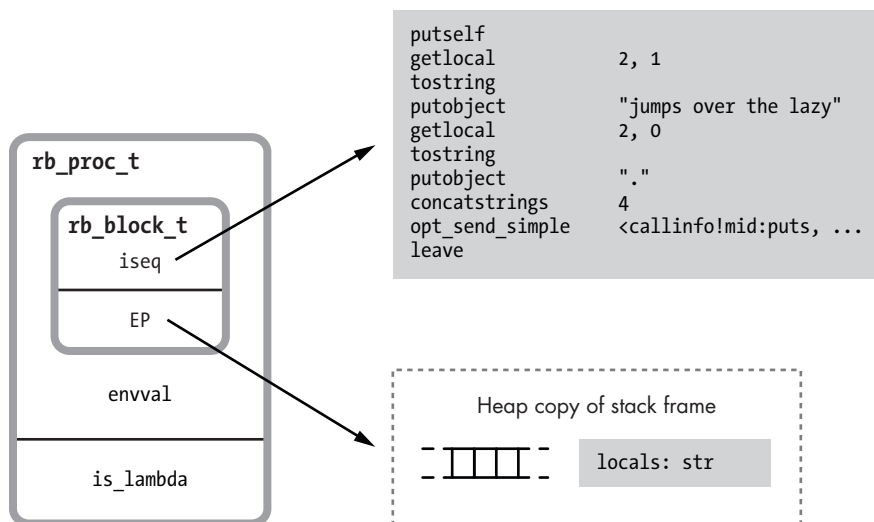 putself
getlocal 2, 1
tostring
putobject "jumps over the lazy"
getlocal 2, 0
tostring
putobject "."
concatstrings 4
opt_send_simple <callinfo!mid:puts, ...
leave
rb_proc_t
rb_block_t
iseq
EP
envval
is_lambda
Heap copy of stack frame
locals: str